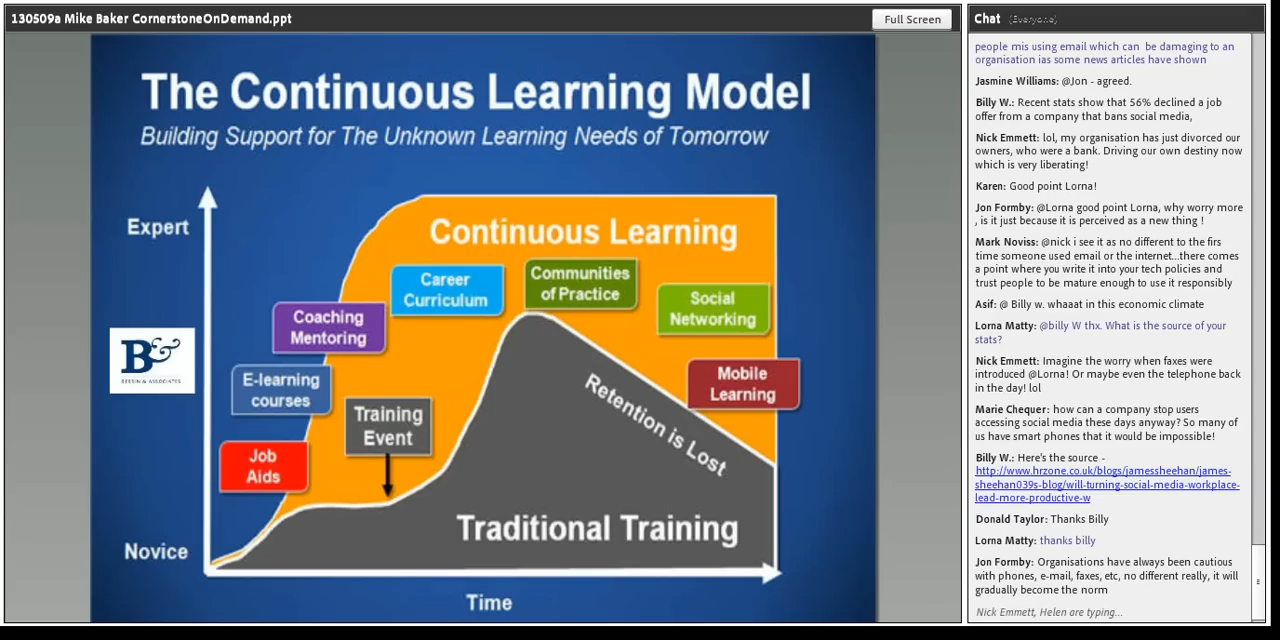 130509a Mike Baker CornerstoneOnDemand.ppt
Full Screen
The Continuous Learning Model
Building Support for The Unknown Learning Needs of Tomorrow
Expert
Continuous Learning
Career
Curriculum
Communities
of Practice
Social
Networking
Coaching
Mentoring
B&
BERSIN & ASSOCIATES
E-learning
courses
Mobile
Learning
Training
Event
Retention is Lost
Job
Aids
Traditional Training
Novice
Time
Chat (Everyone)
people mis using email which can be damaging to an
organisation ias some news articles have shown
Jasmine Williams: @Jon - agreed.
Billy W.: Recent stats show that 56% declined a job
offer from a company that bans social media,
Nick Emmett: lol, my organisation has just divorced our
owners, who were a bank. Driving our own destiny now
which is very liberating!
Karen: Good point Lorna!
Jon Formby: @Lorna good point Lorna, why worry more
, is it just because it is perceived as a new thing !
Mark Noviss: @nick i see it as no different to the firs
time someone used email or the internet...there comes
a point where you write it into your tech policies and
trust people to be mature enough to use it responsibly
Asif: @ Billy w. whaaat in this economic climate
Lorna Matty: @billy W thx. What is the source of your
stats?
Nick Emmett: Imagine the worry when faxes were
introduced @Lorna! Or maybe even the telephone back
in the day! lol
Marie Chequer: how can a company stop users
accessing social media these days anyway? So many of
us have smart phones that it would be impossible!
Billy W.: Here's the source -
http://www.hrzone.co.uk/blogs/jamessheehan/james-
sheehan039s-blog/will-turning-social-media-workplace-
lead-more-productive-w
Donald Taylor: Thanks Billy
Lorna Matty: thanks billy
Jon Formby: Organisations have always been cautious
with phones, e-mail, faxes, etc, no different really, it will
gradually become the norm
Nick Emmett, Helen are typing...